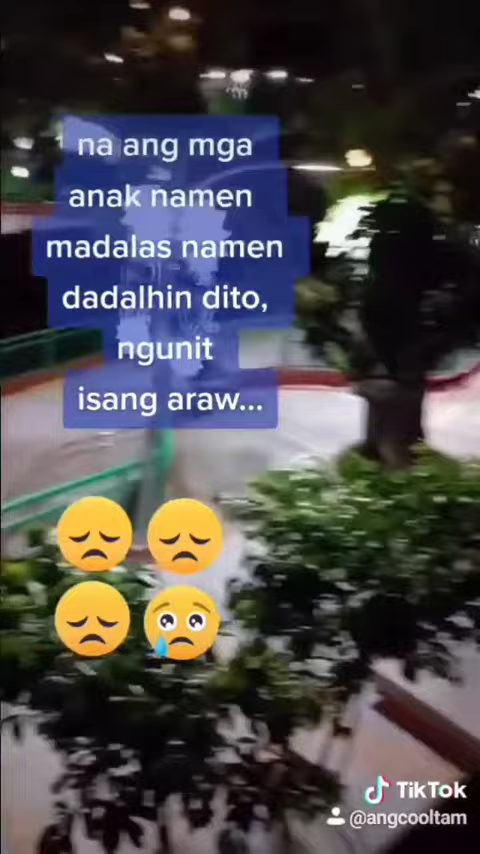 na ang mga
anak namen
madalas namen
dadalhin dito,
ngunit
isang araw...
TikTok
@angcooltam